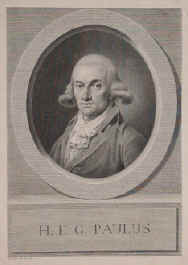 H. E. G. PAULUS